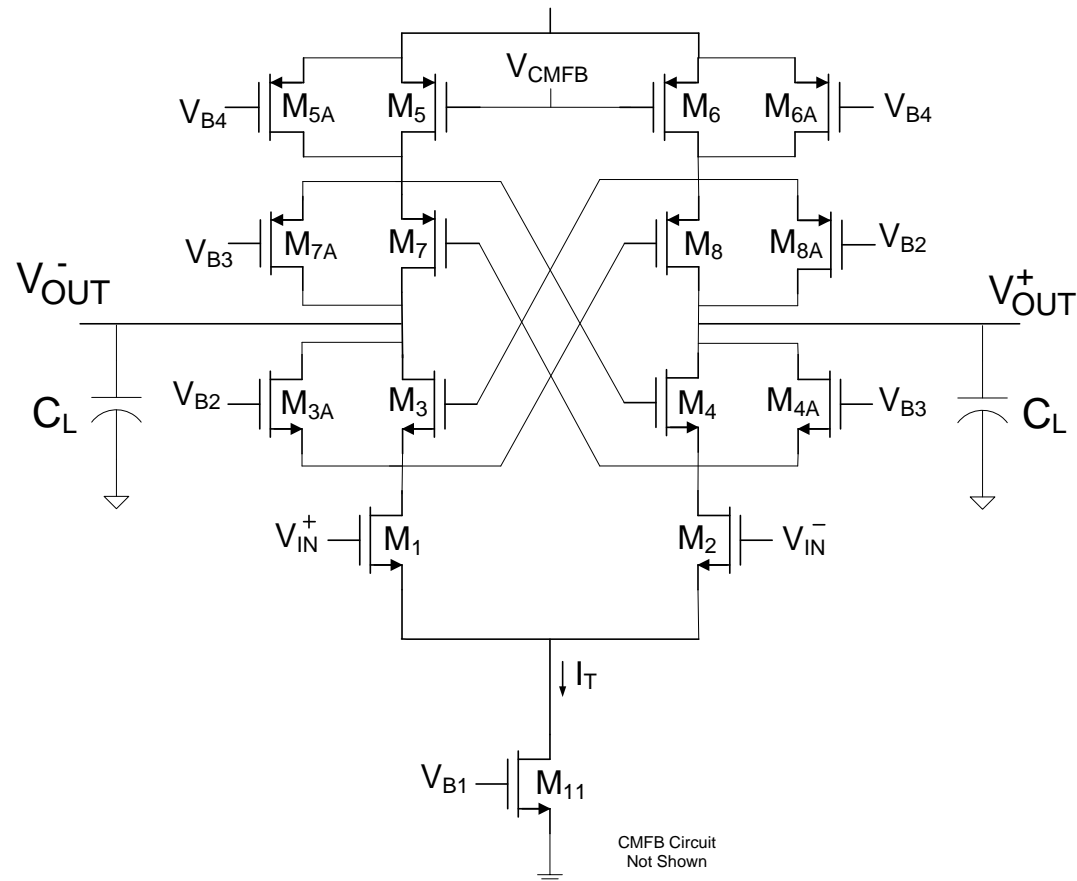 V_CMFB
V_B4 M_5A M_5 M_6 M_6A V_B4
V_B3 M_7A M_7 M_8 M_8A V_B2
V_OUT^- V_OUT^+
C_L V_B2 M_3A M_3 M_4 M_4A V_B3 C_L
V_IN^+ M_1 M_2 V_IN^-
I_T
V_B1 M_11
CMFB Circuit
Not Shown